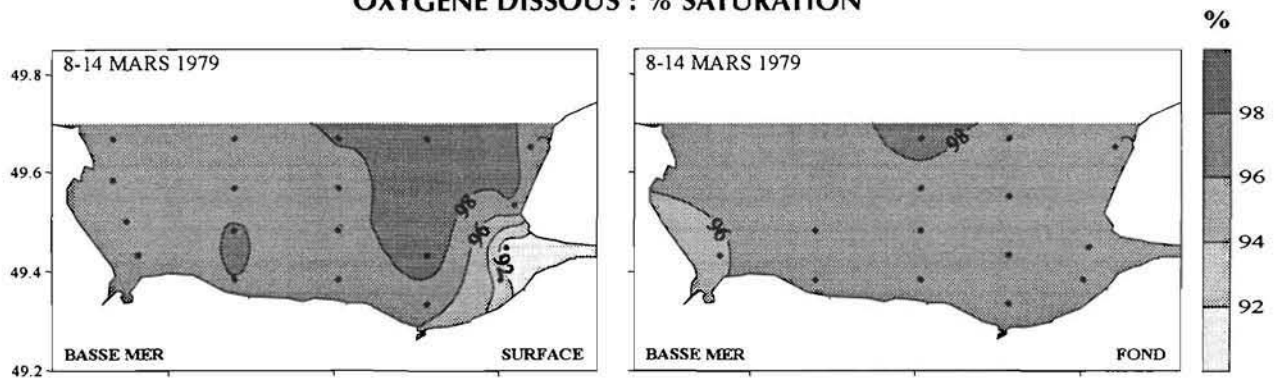 OXYGENE DISSOUS : % SATURATION
%
8-14 MARS 1979
8-14 MARS 1979
49.8
49.6
49.4
49.2
98
96
92
98
96
98
96
94
92
BASSE MER
SURFACE
BASSE MER
FOND